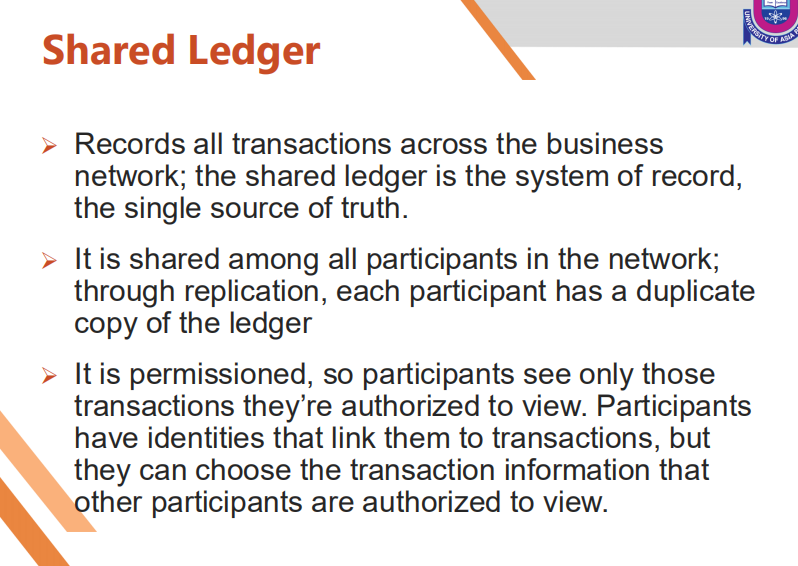 Shared Ledger
UNIVERSITY OF ASIA
Records all transactions across the business
network; the shared ledger is the system of record,
the single source of truth.
It is shared among all participants in the network;
through replication, each participant has a duplicate
copy of the ledger
It is permissioned, so participants see only those
transactions they’re authorized to view. Participants
have identities that link them to transactions, but
they can choose the transaction information that
other participants are authorized to view.